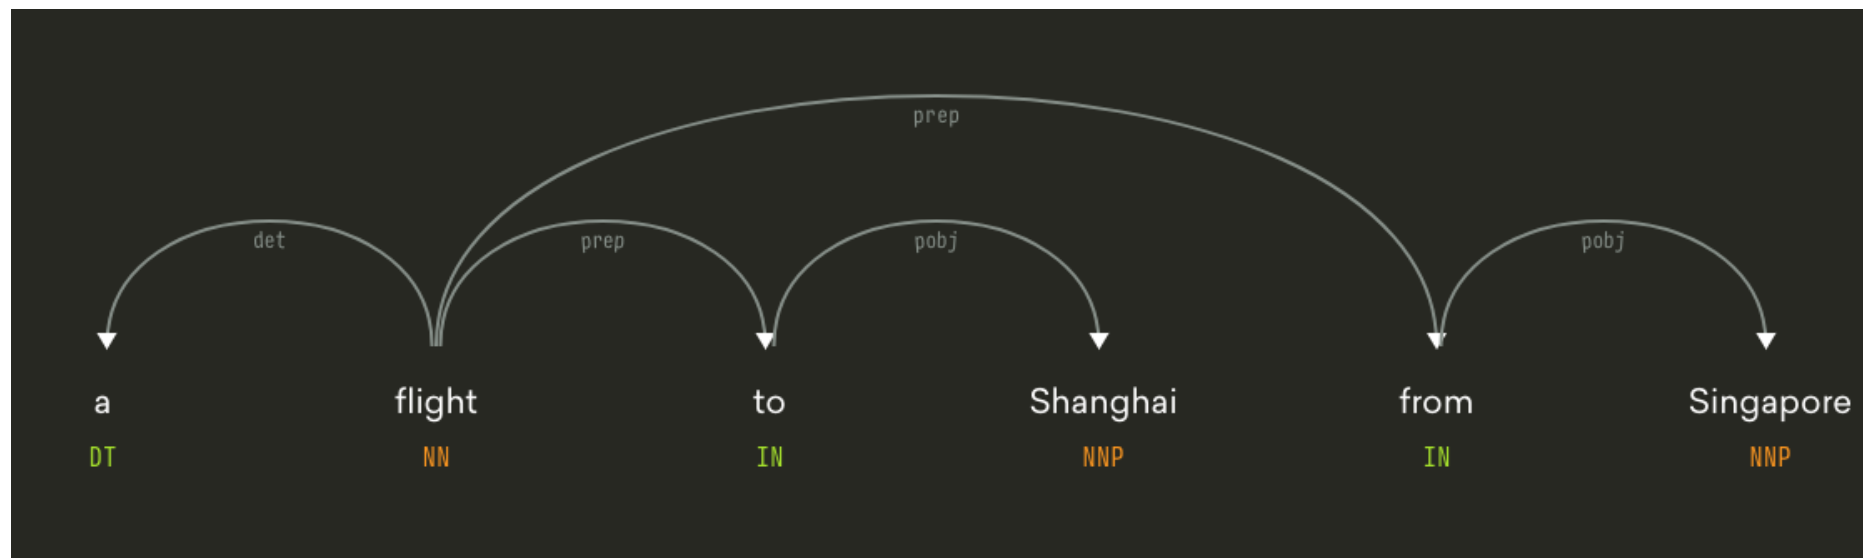 prep
det prep pobj pobj
a flight to Shanghai from Singapore
DT NN IN NNP IN NNP